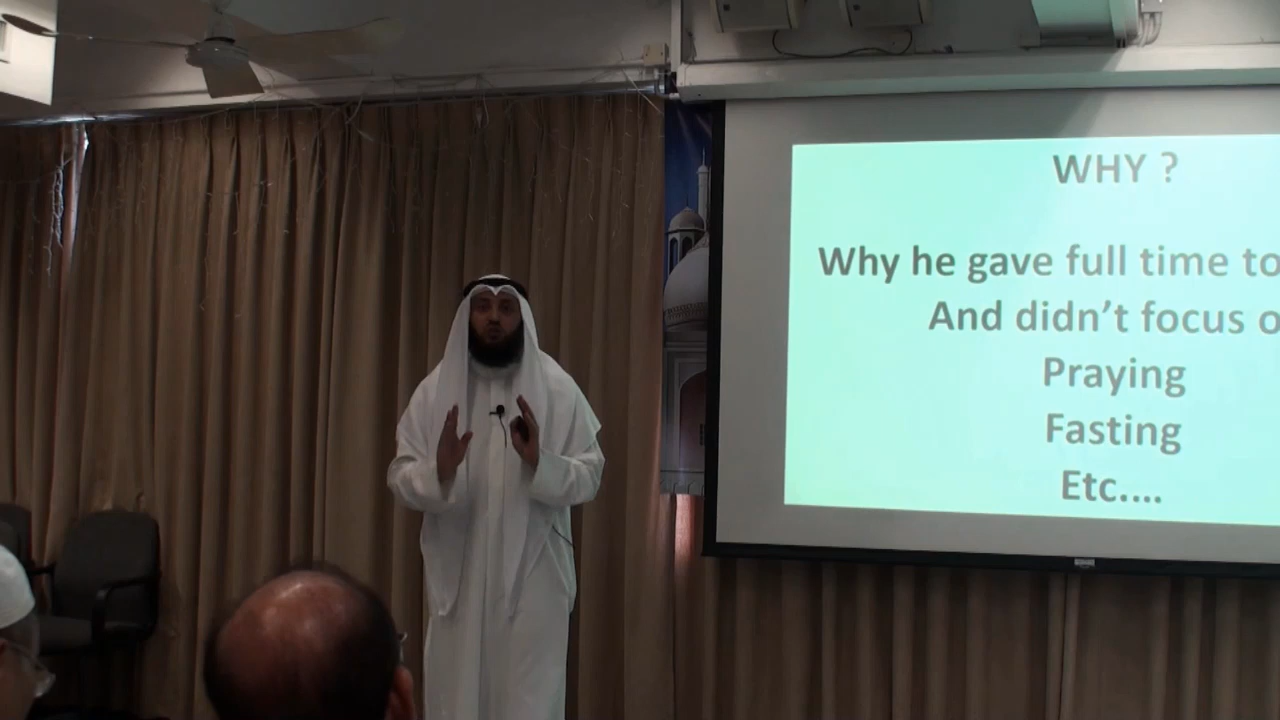 WHY ?
Why he gave full time to
And didn't focus o
Praying
Fasting
Etc....